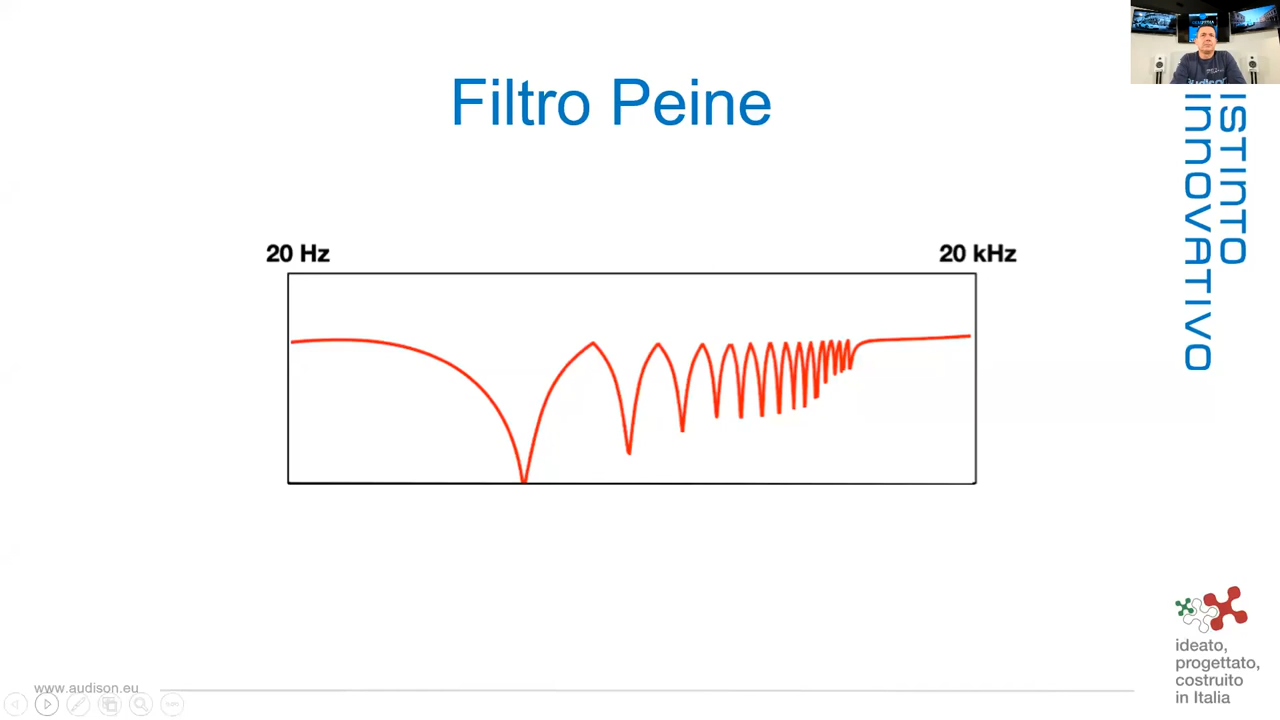 Filtro Peine
20 Hz
20 kHz
ISTINTO
INNOVATIVO
ideato,
progettato,
costruito
in Italia
www.audison.eu